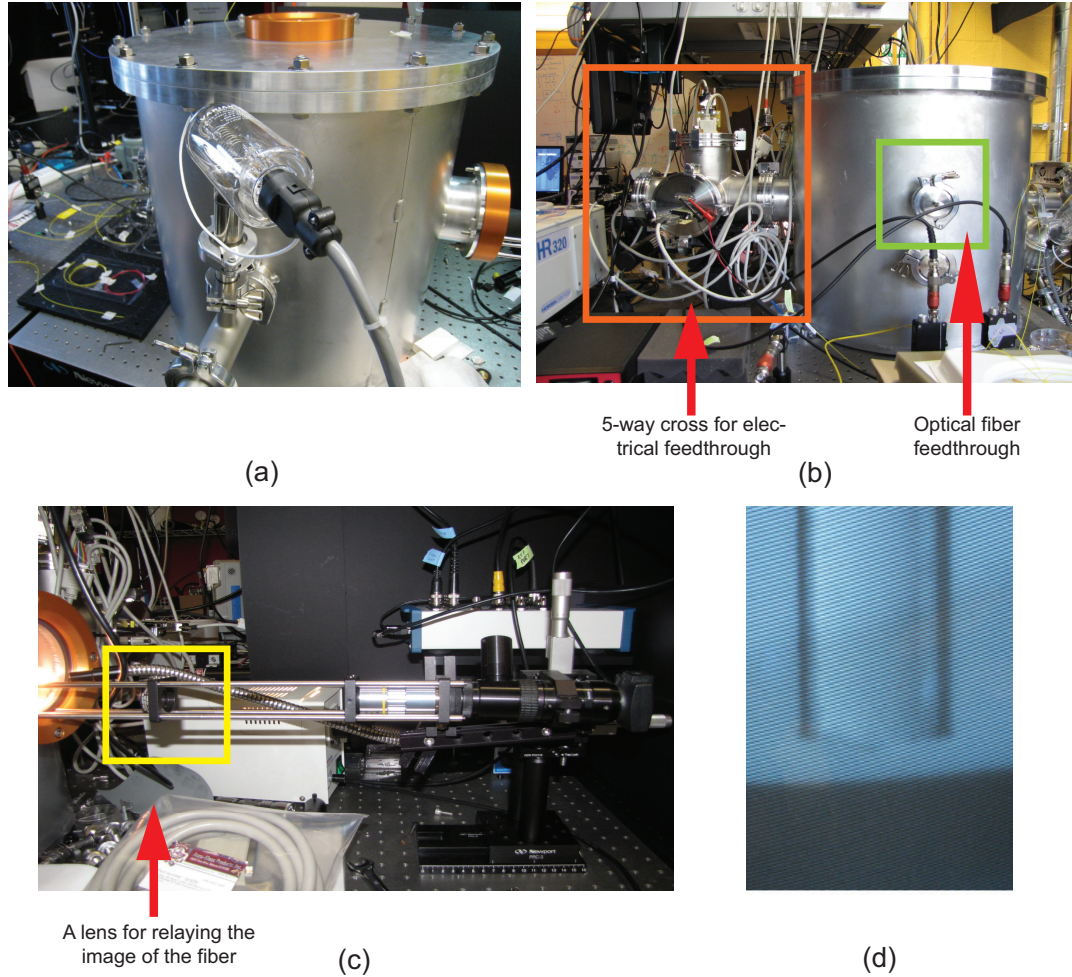 Newport
HR320
5-way cross for elec-
trical feedthrough
Optical fiber
feedthrough
(a)
(b)
Newport
A lens for relaying the
image of the fiber
(c)
(d)